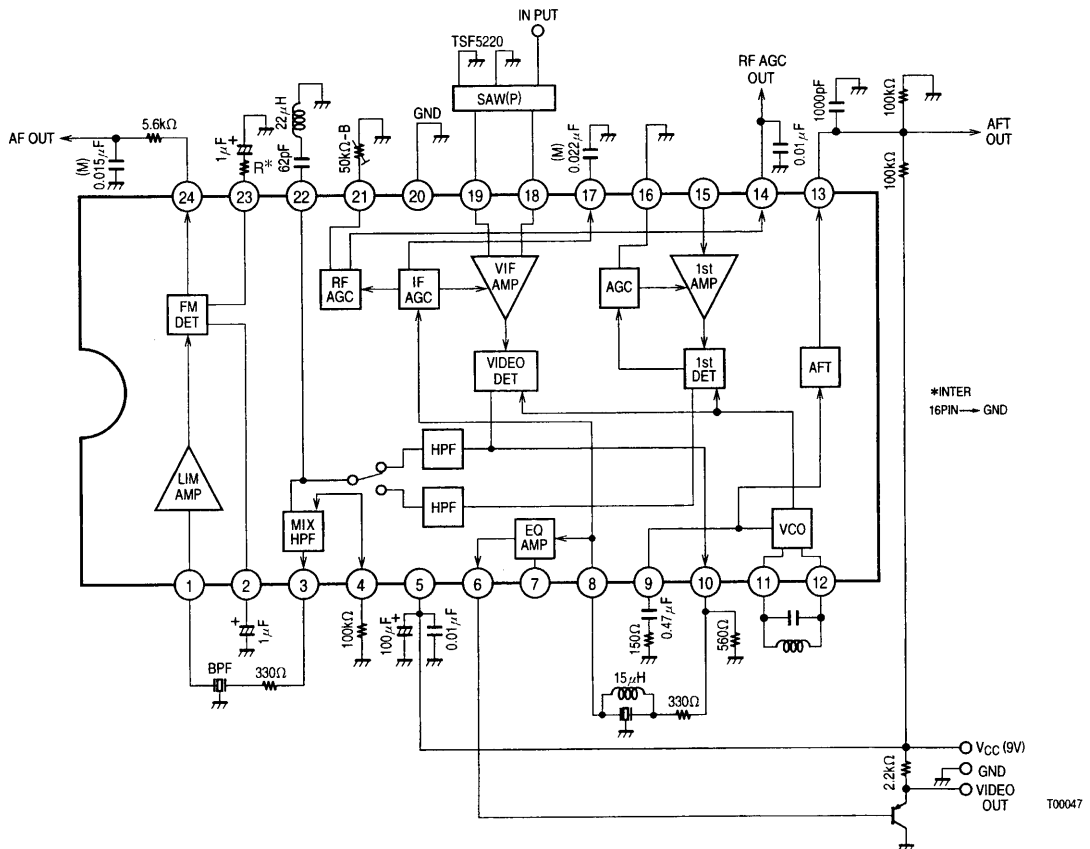 IN PUT
TSF5220
SAW(P)
RF AGC
OUT
1000pF
100kΩ
AFT
OUT
100kΩ
AF OUT
5.6kΩ
(M)
0.015μF
1μF
+
R*
22μH
62pF
50kΩ-B
GND
(M)
0.022μF
0.01μF
24
23
22
21
20
19
18
17
16
15
14
13
RF
AGC
IF
AGC
VIF
AMP
AGC
1st
AMP
FM
DET
VIDEO
DET
1st
DET
AFT
*INTER
16PIN→ GND
LIM
AMP
HPF
HPF
MIX
HPF
EQ
AMP
VCO
1
2
3
4
5
6
7
8
9
10
11
12
+
1μF
100kΩ
100μF
+
0.01μF
150Ω
0.47μF
560Ω
BPF
330Ω
15μH
330Ω
VCC (9V)
2.2kΩ
GND
VIDEO
OUT
T00047